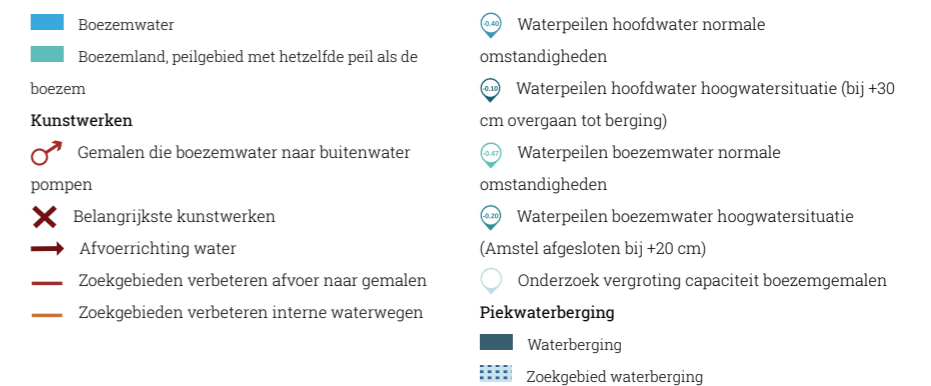 Boezemwater
Boezemland, peilgebied met hetzelfde peil als de
boezem
Kunstwerken
Gemalen die boezemwater naar buitenwater
pompen
Belangrijkste kunstwerken
Afvoerrichting water
Zoekgebieden verbeteren afvoer naar gemalen
Zoekgebieden verbeteren interne waterwegen
-0.40 Waterpeilen hoofdwater normale
omstandigheden
-0.10 Waterpeilen hoofdwater hoogwatersituatie (bij +30
cm overgaan tot berging)
-0.47 Waterpeilen boezemwater normale
omstandigheden
-0.20 Waterpeilen boezemwater hoogwatersituatie
(Amstel afgesloten bij +20 cm)
Onderzoek vergroting capaciteit boezemgemalen
Piekwaterberging
Waterberging
Zoekgebied waterberging